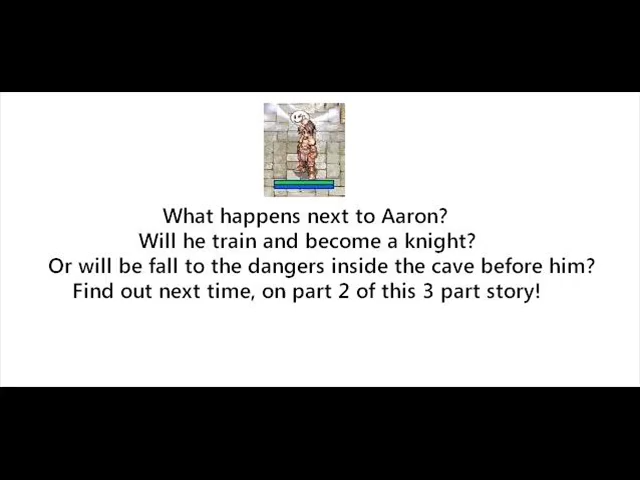 What happens next to Aaron?
Will he train and become a knight?
Or will be fall to the dangers inside the cave before him?
Find out next time, on part 2 of this 3 part story!